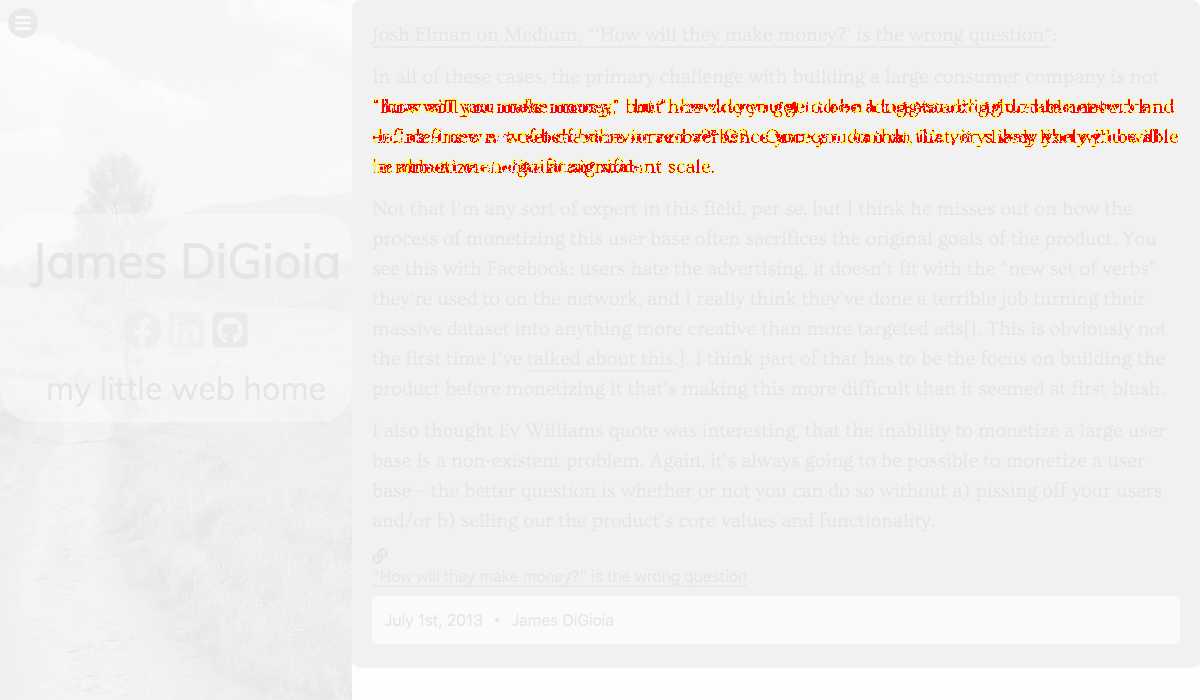 James DiGioia
my little web home
Josh Elman on Medium, “‘How will they make money?’ is the wrong question”:
In all of these cases, the primary challenge with building a large consumer company is not
scale.
Not that I’m any sort of expert in this field, per se, but I think he misses out on how the
process of monetizing this user base often sacrifices the original goals of the product. You
see this with Facebook: users hate the advertising, it doesn’t fit with the “new set of verbs”
they’re used to on the network, and I really think they’ve done a terrible job turning their
massive dataset into anything more creative than more targeted ads[1. This is obviously not
the first time I’ve talked about this.]. I think part of that has to be the focus on building the
product before monetizing it that’s making this more difficult than it seemed at first blush.
I also thought Ev Williams quote was interesting, that the inability to monetize a large user
base is a non-existent problem. Again, it’s always going to be possible to monetize a user
base – the better question is whether or not you can do so without a) pissing off your users
and/or b) selling our the product’s core values and functionality.
“How will they make money?” is the wrong question
July 1st, 2013 • James DiGioia